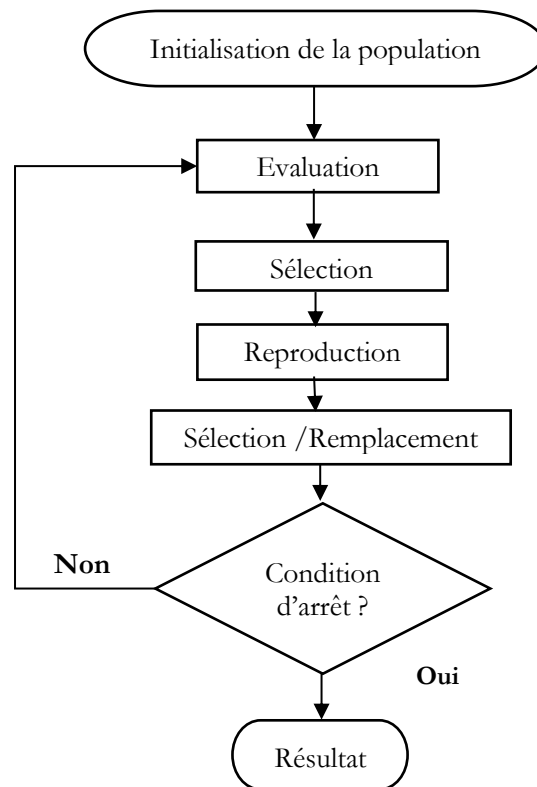 Initialisation de la population
Evaluation
Sélection
Reproduction
Sélection /Remplacement
Non
Condition
d’arrêt ?
Oui
Résultat